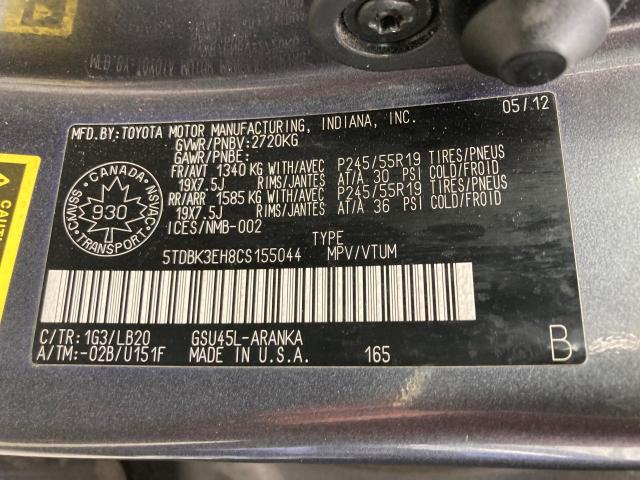 05/12
MFD.BY:TOYOTA MOTOR MANUFACTURING, INDIANA, INC.
GVWR/PNBV:2720KG
GAWR/PNBE:
FR/AVT 1340 KG WITH/AVEC P245/55R19 TIRES/PNEUS
19X7.5J RIMS/JANTES AT/A 30 PSI COLD/FROID
RR/ARR 1585 KG WITH/AVEC P245/55R19 TIRES/PNEUS
19X7.5J RIMS/JANTES AT/A 36 PSI COLD/FROID
ICES/NMB-002
CANADA
CMVSS NSVAC
930
TRANSPORT
TYPE
5TDBK3EH8CS155044 MPV/VTUM
C/TR: 1G3/LB20 GSU45L-ARANKA
A/TM:-02B/U151F MADE IN U.S.A. 165
B
CAUTI